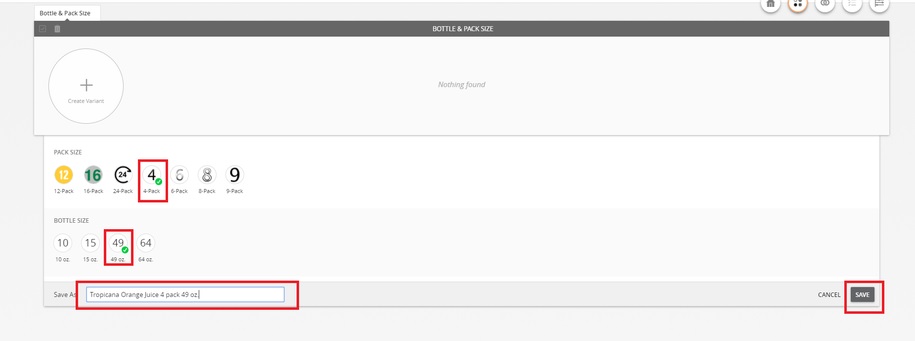 Bottle & Pack Size
BOTTLE & PACK SIZE
Create Variant
Nothing found
PACK SIZE
12 16 24 4 6 8 9
12-Pack 16-Pack 24-Pack 4-Pack 6-Pack 8-Pack 9-Pack
BOTTLE SIZE
10 15 49 64
10 oz. 15 oz. 49 oz. 64 oz.
Save As Tropicana Orange Juice 4 pack 49 oz. CANCEL SAVE